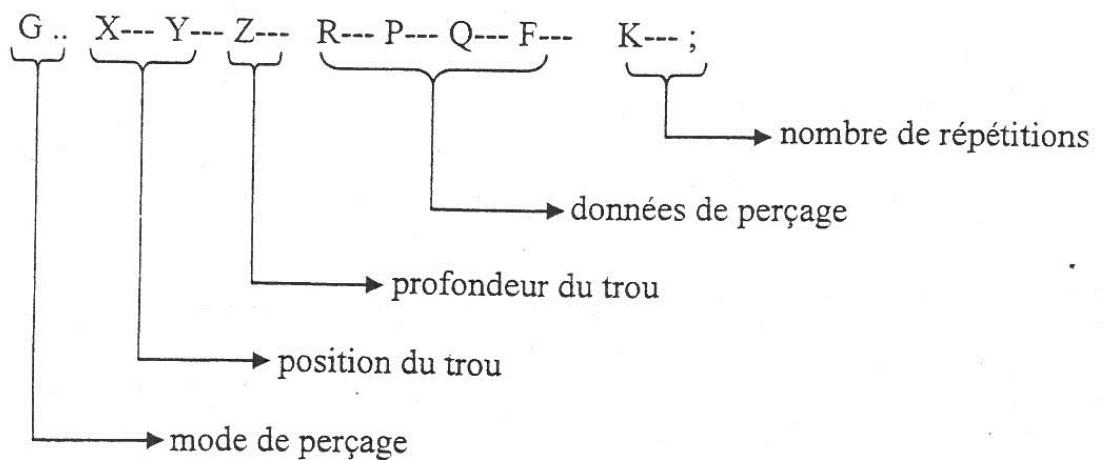 G .. X--- Y--- Z--- R--- P--- Q--- F--- K--- ;
nombre de répétitions
données de perçage
profondeur du trou
position du trou
mode de perçage